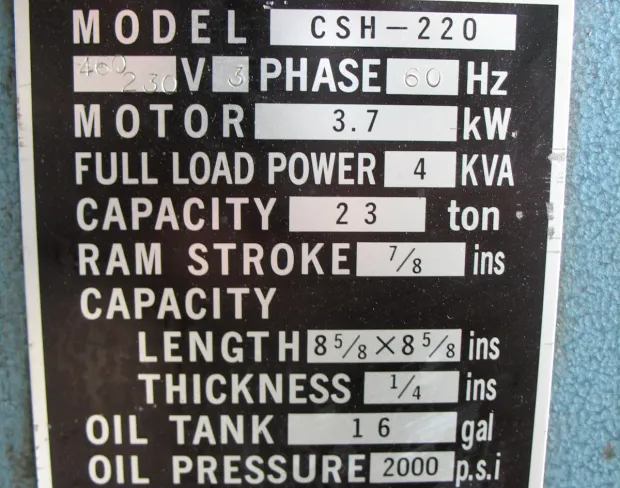 MODEL CSH-220
460 230 V 3 PHASE 60 Hz
MOTOR 3.7 kW.
FULL LOAD POWER 4 KVA
CAPACITY 23 ton
RAM STROKE 7/8 ins
CAPACITY
LENGTH 8 5/8 × 8 5/8 ins
THICKNESS 1/4 ins
OIL TANK 16 gal
OIL PRESSURE 2000 p.s.i